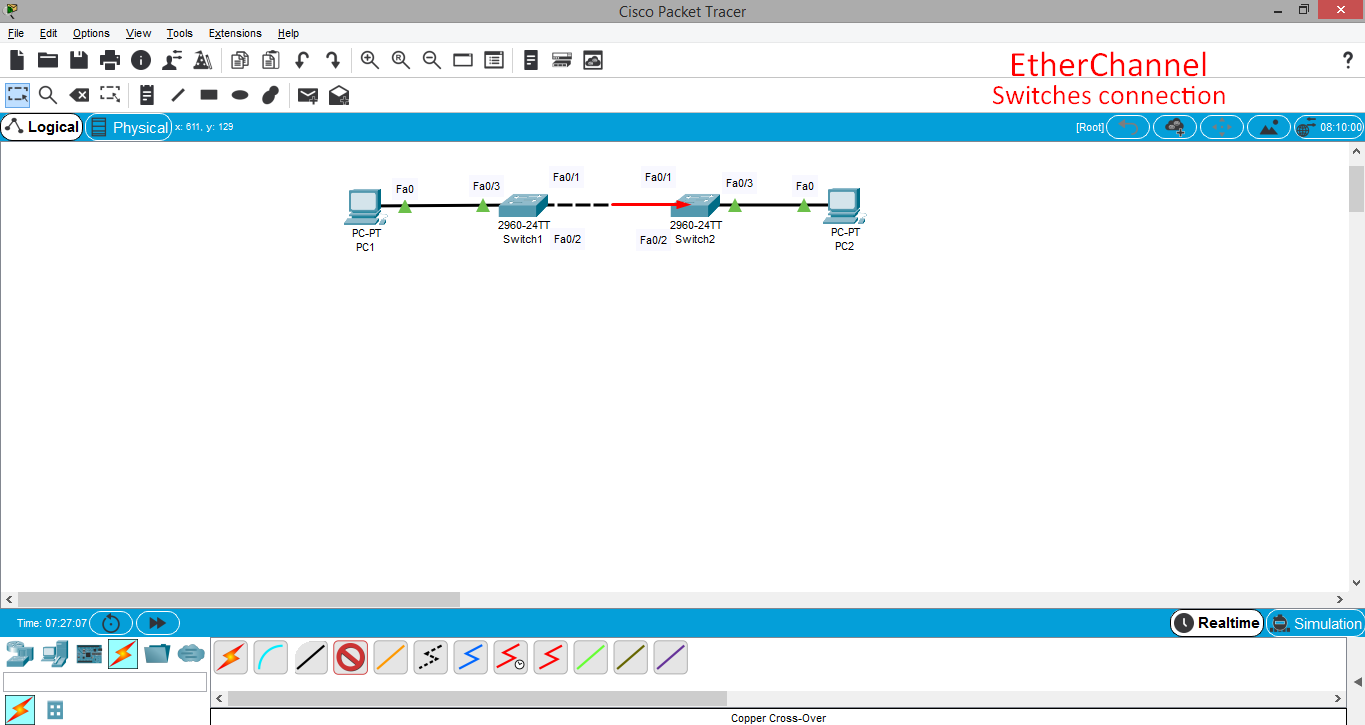 Cisco Packet Tracer
File Edit Options View Tools Extensions Help
EtherChannel
Switches connection
?
Logical Physical x: 611, y: 129 [Root] 08:10:00
Fa0 Fa0/3 Fa0/1 Fa0/1 Fa0/3 Fa0
PC-PT
PC1
2960-24TT
Switch1
Fa0/2
Fa0/2
2960-24TT
Switch2
PC-PT
PC2
Time: 07:27:07 Realtime Simulation
Copper Cross-Over